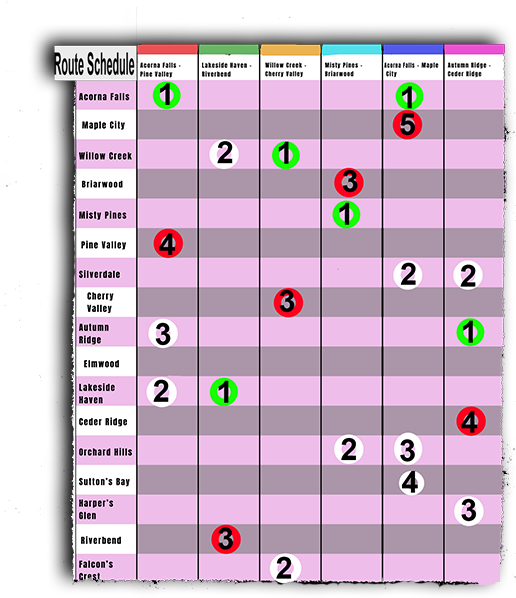 Route Schedule
Acorna Falls -
Pine Valley
Lakeside Haven -
Riverbend
Willow Creek -
Cherry Valley
Misty Pines -
Briarwood
Acorna Falls - Maple
City
Autumn Ridge -
Ceder Ridge
Acorna Falls 1 1
Maple City 5
Willow Creek 2 1
Briarwood 3
Misty Pines 1
Pine Valley 4
Silverdale 2 2
Cherry
Valley 3
Autumn
Ridge 3 1
Elmwood
Lakeside
Haven 2 1
Ceder Ridge 4
Orchard Hills 2 3
Sutton's Bay 4
Harper's
Glen 3
Riverbend 3
Falcon's
Crest 2